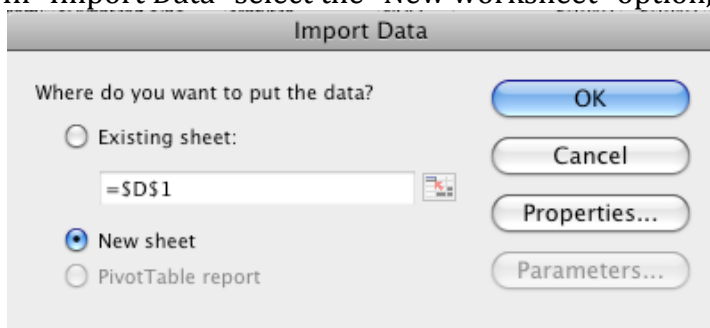 "Import Data" select the "New worksheet" option,
Import Data
Where do you want to put the data?
Existing sheet:
=$D$1
New sheet
PivotTable report
OK
Cancel
Properties...
Parameters...